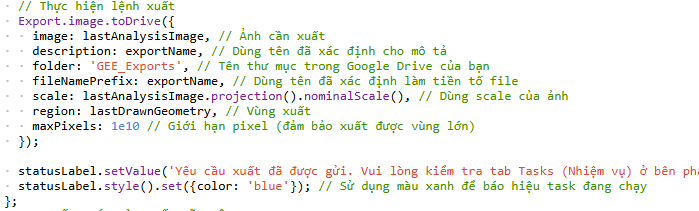 // Thực hiện lệnh xuất
Export.image.toDrive({
image: lastAnalysisImage, // Ảnh cần xuất
description: exportName, // Dùng tên đã xác định cho mô tả
folder: 'GEE_Exports', // Tên thư mục trong Google Drive của bạn
fileNamePrefix: exportName, // Dùng tên đã xác định làm tiền tố file
scale: lastAnalysisImage.projection().nominalScale(), // Dùng scale của ảnh
region: lastDrawnGeometry, // Vùng xuất
maxPixels: 1e10 // Giới hạn pixel (đảm bảo xuất được vùng lớn)
});
statusLabel.setValue('Yêu cầu xuất đã được gửi. Vui lòng kiểm tra tab Tasks (Nhiệm vụ) ở bên
statusLabel.style().set({color: 'blue'}); // Sử dụng màu xanh để báo hiệu task đang chạy
};